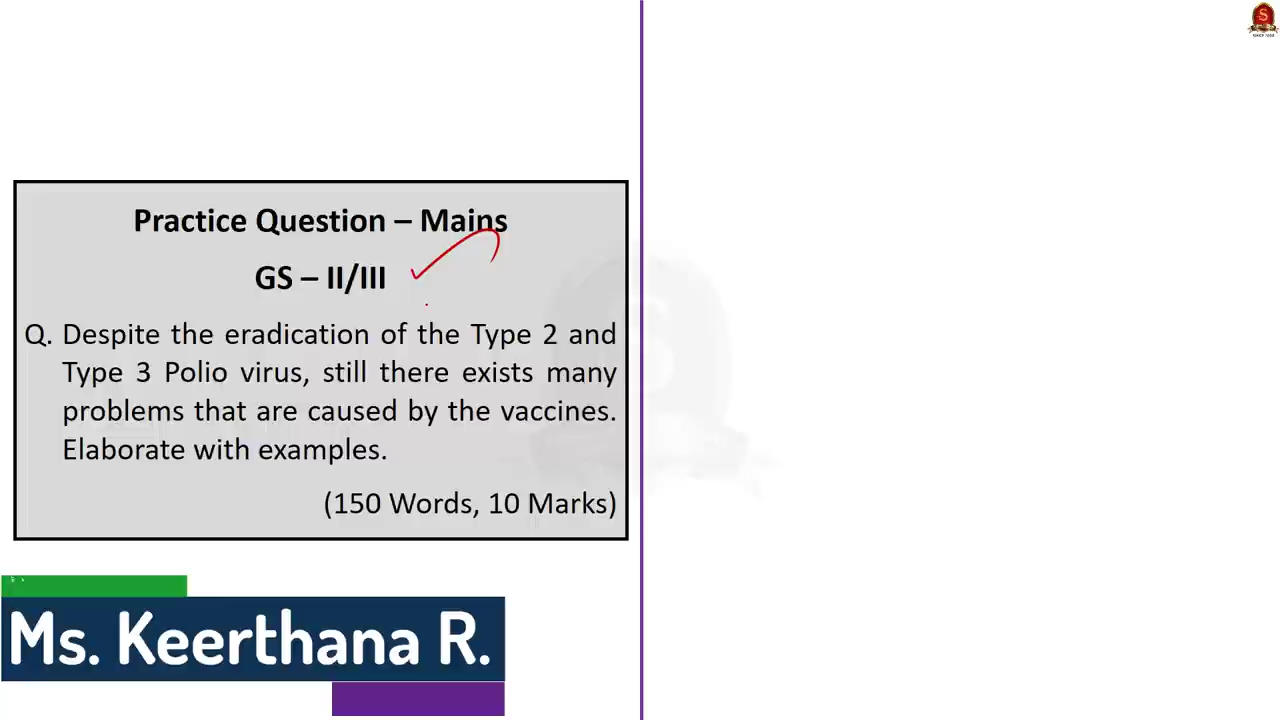 Practice Question – Mains
GS – II/III
Q. Despite the eradication of the Type 2 and
Type 3 Polio virus, still there exists many
problems that are caused by the vaccines.
Elaborate with examples.
(150 Words, 10 Marks)
Ms. Keerthana R.